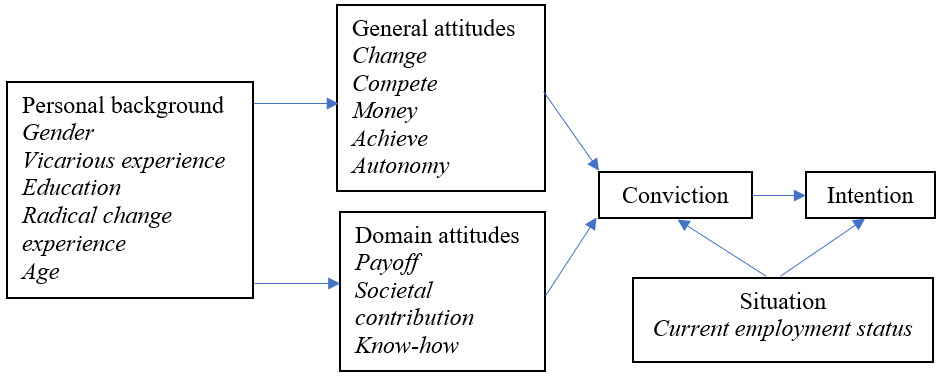 Personal background
Gender
Vicarious experience
Education
Radical change
experience
Age
General attitudes
Change
Compete
Money
Achieve
Autonomy
Domain attitudes
Payoff
Societal
contribution
Know-how
Conviction
Intention
Situation
Current employment status